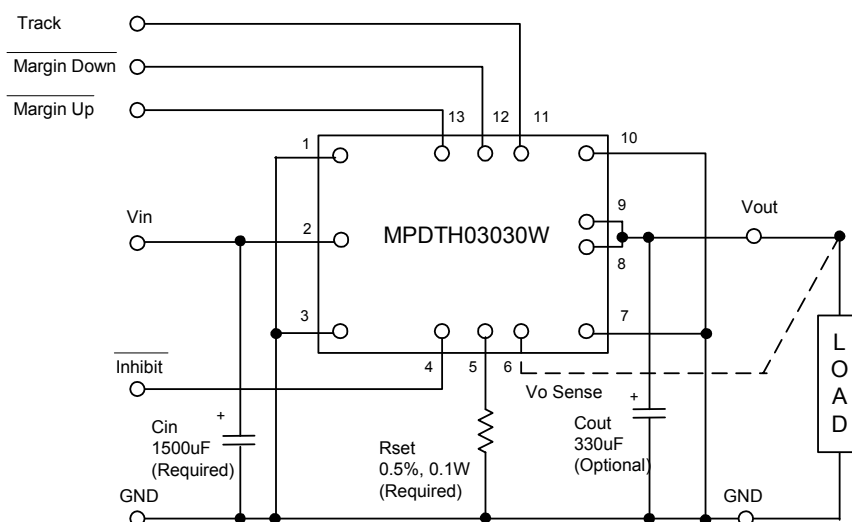 Track
Margin Down
Margin Up
13
12
11
1
10
Vin
2
MPDTH03030W
9
8
Vout
3
7
4
5
6
Inhibit
Vo Sense
LOAD
Cin
1500uF
(Required)
+
Rset
0.5%, 0.1W
(Required)
+
Cout
330uF
(Optional)
GND
GND